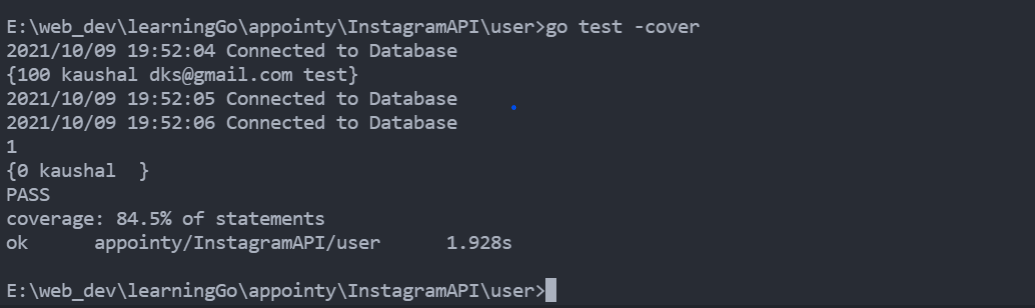 E:\web_dev\learningGo\appointy\InstagramAPI\user>go test -cover
2021/10/09 19:52:04 Connected to Database
{100 kaushal dks@gmail.com test}
2021/10/09 19:52:05 Connected to Database
2021/10/09 19:52:06 Connected to Database
1
{0 kaushal  }
PASS
coverage: 84.5% of statements
ok      appointy/InstagramAPI/user      1.928s
E:\web_dev\learningGo\appointy\InstagramAPI\user>